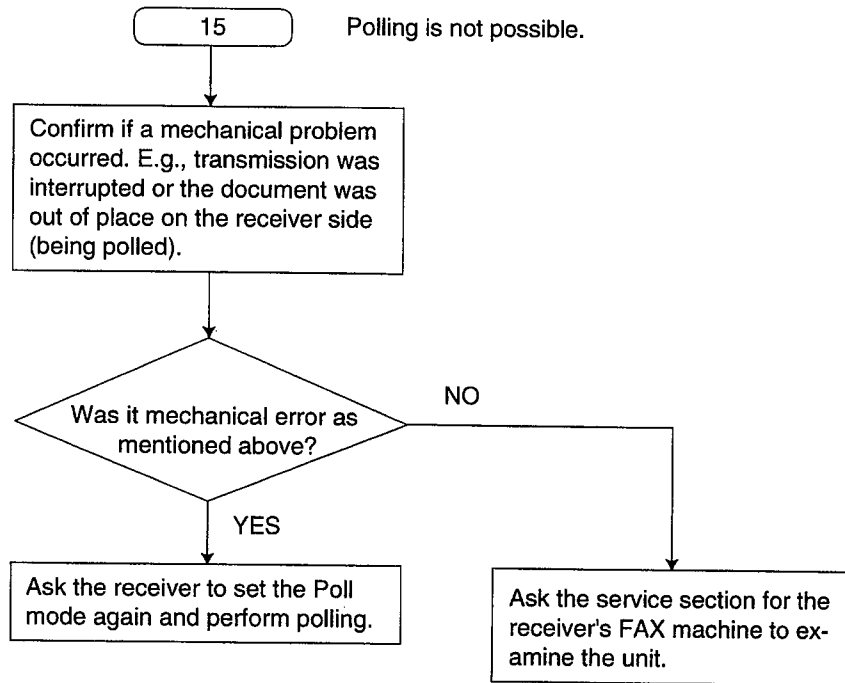 15
Polling is not possible.
Confirm if a mechanical problem
occurred. E.g., transmission was
interrupted or the document was
out of place on the receiver side
(being polled).
Was it mechanical error as
mentioned above?
NO
YES
Ask the receiver to set the Poll
mode again and perform polling.
Ask the service section for the
receiver's FAX machine to ex-
amine the unit.